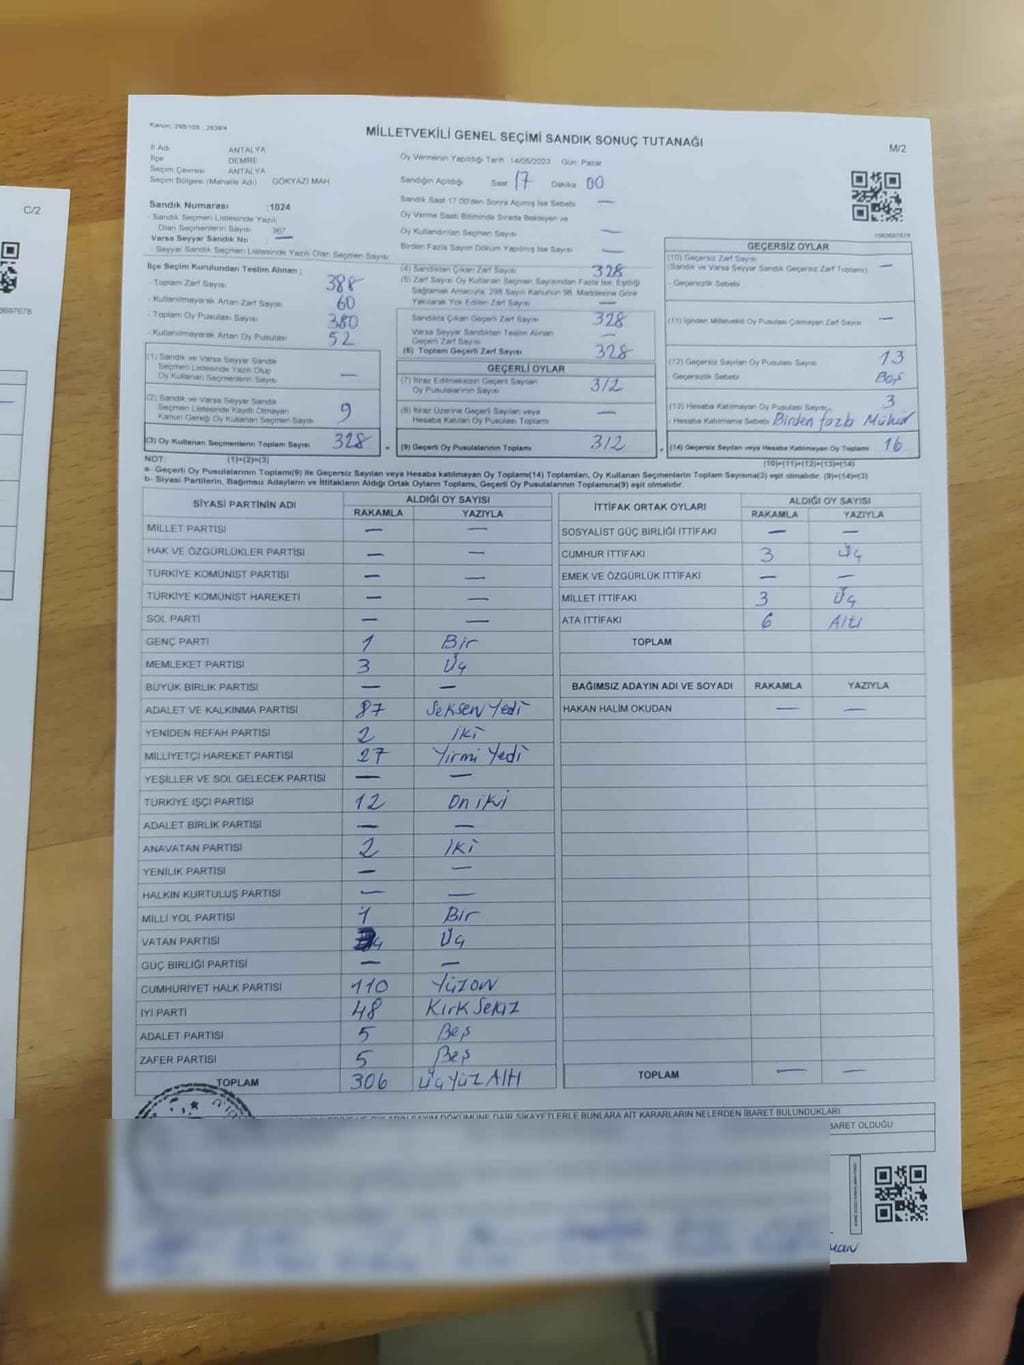 C/2
Kanun: 298/105 : 2839/4
MİLLETVEKİLİ GENEL SEÇİMİ SANDIK SONUÇ TUTANAĞI
M/2
İl Adı ANTALYA
İlçe DEMRE
Seçim Çevresi ANTALYA
Seçim Bölgesi (Mahalle Adı) GÖKYAZI MAH
Oy Vermenin Yapıldığı Tarih 14/05/2023 Gün: Pazar
Sandığın Açıldığı Saat 17 Dakika 00
Sandık Saat 17:00'den Sonra Açılmış İse Sebebi —
Oy Verme Saati Bitiminde Sırada Bekleyen ve
Oy Kullandırılan Seçmen Sayısı —
Birden Fazla Sayım Döküm Yapılmış İse Sayısı —
Sandık Numarası :1024
- Sandık Seçmen Listesinde Yazılı
Olan Seçmenlerin Sayısı 367
Varsa Seyyar Sandık No —
- Seyyar Sandık Seçmen Listesinde Yazılı Olan Seçmen Sayısı
İlçe Seçim Kurulundan Teslim Alınan ;
- Toplam Zarf Sayısı 388
- Kullanılmayarak Artan Zarf Sayısı 60
- Toplam Oy Pusulası Sayısı 380
- Kullanılmayarak Artan Oy Pusulası 52
(1) Sandık ve Varsa Seyyar Sandık
Seçmen Listesinde Yazılı Olup
Oy Kullanan Seçmenlerin Sayısı —
(2) Sandık ve Varsa Seyyar Sandık
Seçmen Listesinde Kayıtlı Olmayan
Kanun Gereği Oy Kullanan Seçmen Sayısı 9
(3) Oy Kullanan Seçmenlerin Toplam Sayısı 328
(4) Sandıktan Çıkan Zarf Sayısı 328
(5) Zarf Sayısı Oy Kullanan Seçmen Sayısından Fazla İse, Eşitliği
Sağlamak Amacıyla, 298 Sayılı Kanunun 98. Maddesine Göre
Yakılarak Yok Edilen Zarf Sayısı —
Sandıkta Çıkan Geçerli Zarf Sayısı 328
Varsa Seyyar Sandıktan Teslim Alınan
Geçerli Zarf Sayısı —
(6) Toplam Geçerli Zarf Sayısı 328
GEÇERLİ OYLAR
(7) İtiraz Edilmeksizin Geçerli Sayılan
Oy Pusulalarının Sayısı 312
(8) İtiraz Üzerine Geçerli Sayılan veya
Hesaba Katılan Oy Pusulaları Toplamı —
(9) Geçerli Oy Pusulalarının Toplamı 312
1083697678
GEÇERSİZ OYLAR
(10) Geçersiz Zarf Sayısı
(Sandık ve Varsa Seyyar Sandık Geçersiz Zarf Toplamı) —
- Geçersizlik Sebebi
(11) İçinden Milletvekili Oy Pusulası Çıkmayan Zarf Sayısı —
(12) Geçersiz Sayılan Oy Pusulası Sayısı 13
- Geçersizlik Sebebi Boş
(13) Hesaba Katılmayan Oy Pusulası Sayısı 3
- Hesaba Katılmama Sebebi Birden fazla Mühür
(14) Geçersiz Sayılan veya Hesaba Katılmayan Oy Toplamı 16
NOT: (1)+(2)=(3) (10)+(11)+(12)+(13)=(14)
a- Geçerli Oy Pusulalarının Toplamı(9) ile Geçersiz Sayılan veya Hesaba katılmayan Oy Toplamı(14) Toplamları, Oy Kullanan Seçmenlerin Toplam Sayısına(3) eşit olmalıdır. (9)+(14)=(3)
b- Siyasi Partilerin, Bağımsız Adayların ve İttifakların Aldığı Ortak Oyların Toplamı, Geçerli Oy Pusulalarının Toplamına(9) eşit olmalıdır.
SİYASİ PARTİNİN ADI ALDIĞI OY SAYISI
RAKAMLA YAZIYLA
MİLLET PARTİSİ — —
HAK VE ÖZGÜRLÜKLER PARTİSİ — —
TÜRKİYE KOMÜNİST PARTİSİ — —
TÜRKİYE KOMÜNİST HAREKETİ — —
SOL PARTİ — —
GENÇ PARTİ 1 Bir
MEMLEKET PARTİSİ 3 Üç
BÜYÜK BİRLİK PARTİSİ — —
ADALET VE KALKINMA PARTİSİ 87 Seksen Yedi
YENİDEN REFAH PARTİSİ 2 İki
MİLLİYETÇİ HAREKET PARTİSİ 27 Yirmi Yedi
YEŞİLLER VE SOL GELECEK PARTİSİ — —
TÜRKİYE İŞÇİ PARTİSİ 12 On iki
ADALET BİRLİK PARTİSİ — —
ANAVATAN PARTİSİ 2 İki
YENİLİK PARTİSİ — —
HALKIN KURTULUŞ PARTİSİ — —
MİLLİ YOL PARTİSİ 1 Bir
VATAN PARTİSİ Üç
GÜÇ BİRLİĞİ PARTİSİ — —
CUMHURİYET HALK PARTİSİ 110 Yüzon
İYİ PARTİ 48 Kırk Sekiz
ADALET PARTİSİ 5 Beş
ZAFER PARTİSİ 5 Beş
TOPLAM 306 Üç Yüz Altı
İTTİFAK ORTAK OYLARI ALDIĞI OY SAYISI
RAKAMLA YAZIYLA
SOSYALİST GÜÇ BİRLİĞİ İTTİFAKI — —
CUMHUR İTTİFAKI 3 Üç
EMEK VE ÖZGÜRLÜK İTTİFAKI — —
MİLLET İTTİFAKI 3 Üç
ATA İTTİFAKI 6 Altı
TOPLAM
BAĞIMSIZ ADAYIN ADI VE SOYADI RAKAMLA YAZIYLA
HAKAN HALİM OKUDAN — —
TOPLAM — —
OYLARIN SAYIM DÖKÜMÜNE DAİR ŞİKAYETLERLE BUNLARA AİT KARARLARIN NELERDEN İBARET BULUNDUKLARI
BARET OLDUĞU